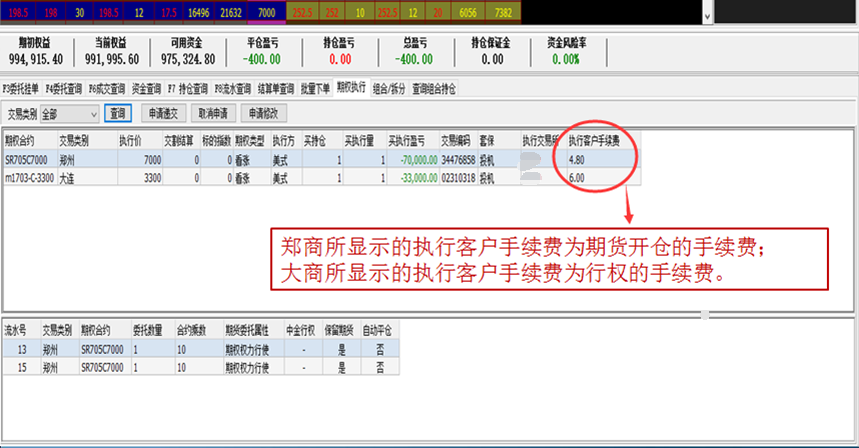 198.5 198 30 198.5 12 17.5 16496 21632 7000 252.5 252 10 252.5 12 20 6056 7382
期初权益 当前权益 可用资金 平仓盈亏 持仓盈亏 总盈亏 持仓保证金 资金风险率
994,915.40 991,995.60 975,324.80 -400.00 0.00 -400.00 0.00 0.00%
F3委托挂单 F4委托查询 F6成交查询 资金查询 F7 持仓查询 F8流水查询 结算单查询 批量下单 期权执行 组合/拆分 查询组合持仓
交易类别 全部 查询 申请递交 取消申请 申请修改
期权合约 交易类别 执行价 交割结算 标的指数 期权类型 执行方 买持仓 买执行量 买执行盈亏 交易编码 套保 执行交易所 执行客户手续费
SR705C7000 郑州 7000 0 0 看涨 美式 1 1 -70,000.00 34476858 投机 4.80
m1703-C-3300 大连 3300 0 0 看涨 美式 1 1 -33,000.00 02310318 投机 6.00
郑商所显示的执行客户手续费为期货开仓的手续费；
大商所显示的执行客户手续费为行权的手续费。
流水号 交易类别 期权合约 委托数量 合约乘数 期货委托属性 中金行权 保留期货 自动平仓
13 郑州 SR705C7000 1 10 期权权力行使 - 是 否
15 郑州 SR705C7000 1 10 期权权力行使 - 是 否